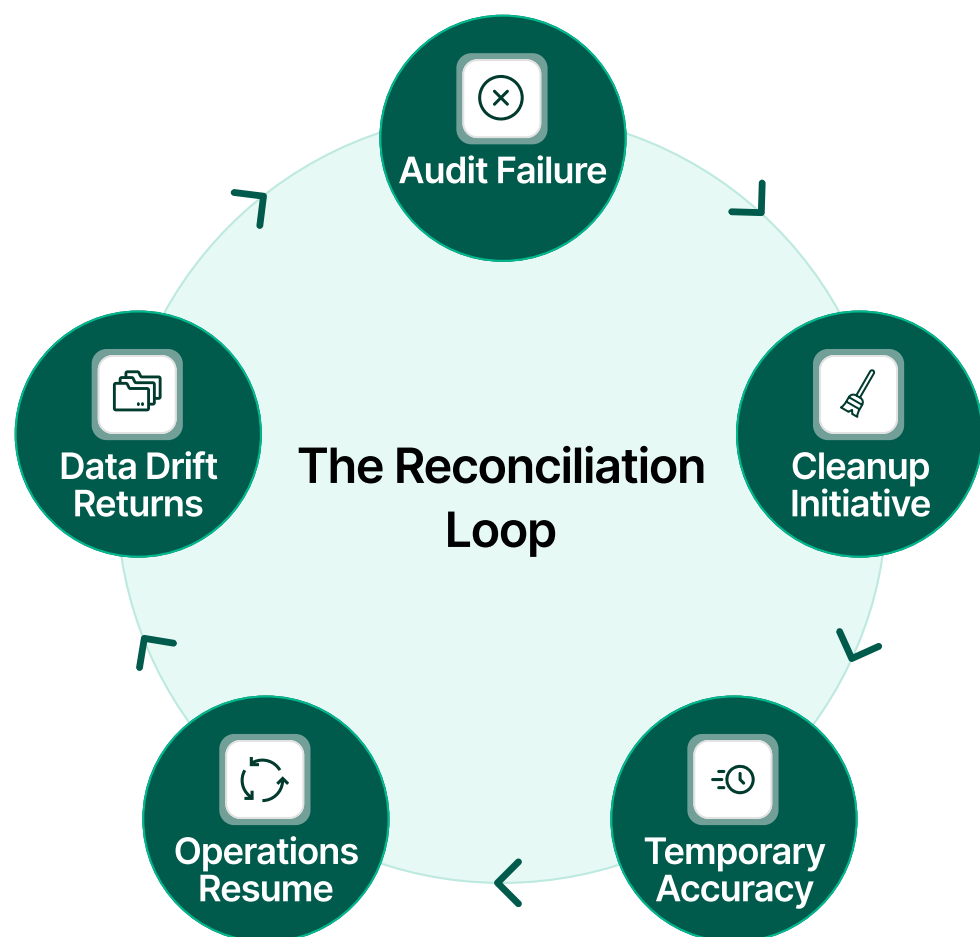 Audit Failure
Cleanup
Initiative
Temporary
Accuracy
Operations
Resume
Data Drift
Returns
The Reconciliation
Loop